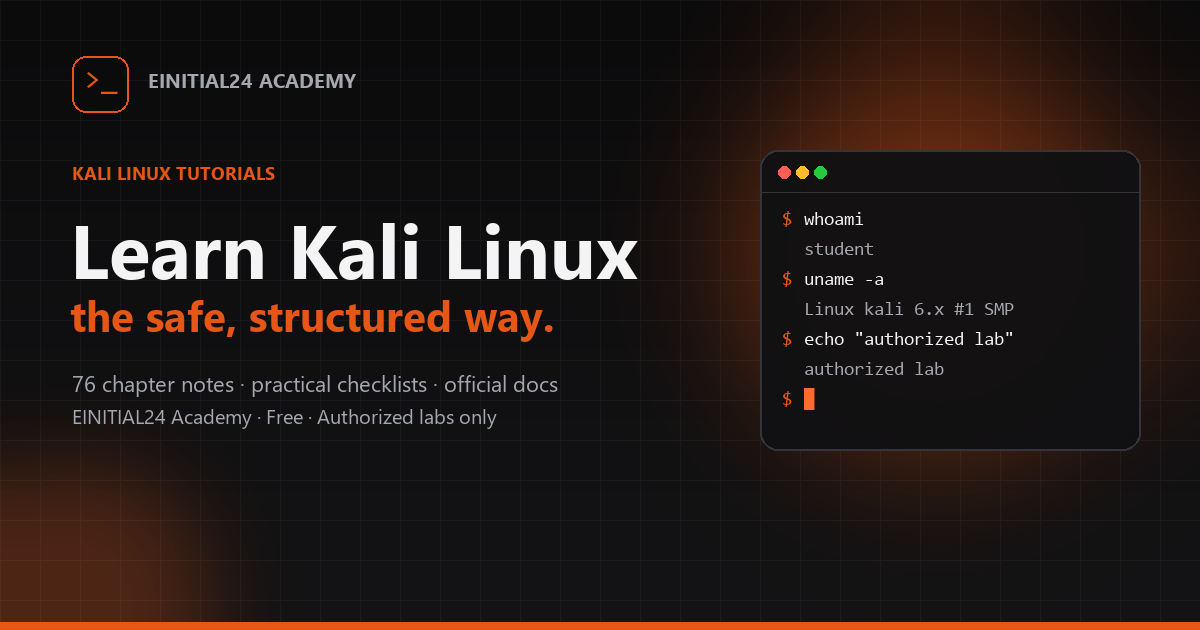 >_
EINITIAL24 ACADEMY
KALI LINUX TUTORIALS
Learn Kali Linux
the safe, structured way.
76 chapter notes · practical checklists · official docs
EINITIAL24 Academy · Free · Authorized labs only
$ whoami
student
$ uname -a
Linux kali 6.x #1 SMP
$ echo "authorized lab"
authorized lab
$